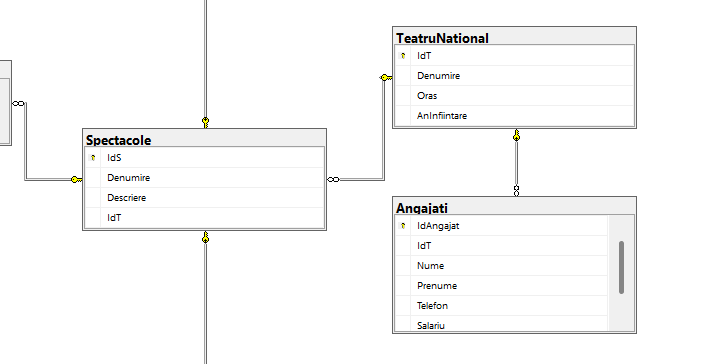 TeatruNational
IdT
Denumire
Oras
AnInfiintare
Spectacole
IdS
Denumire
Descriere
IdT
Angajati
IdAngajat
IdT
Nume
Prenume
Telefon
Salariu